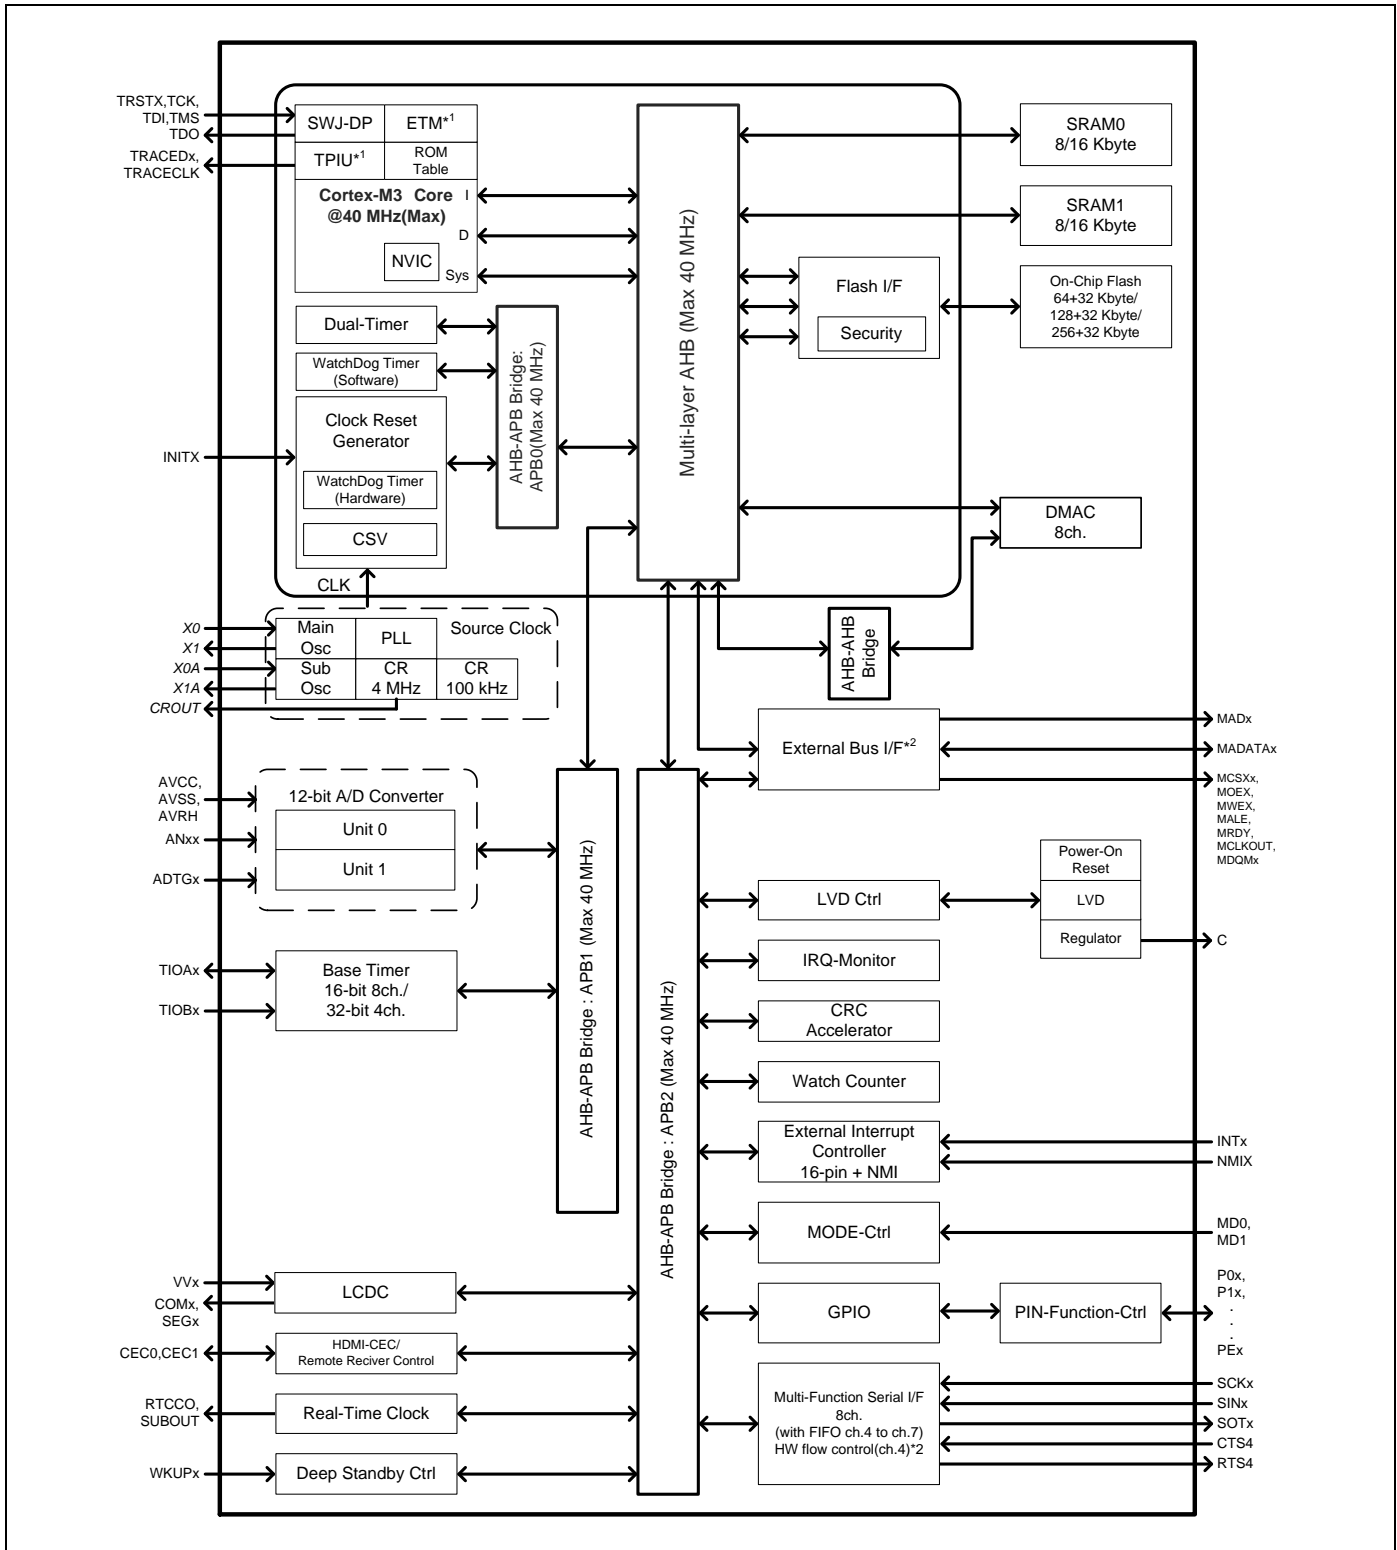 TRSTX,TCK,
TDI,TMS
TDO
TRACEDx,
TRACECLK
SWJ-DP
ETM*1
TPIU*1
ROM
Table
Cortex-M3 Core
@40 MHz(Max)
I
D
NVIC
Sys
Dual-Timer
WatchDog Timer
(Software)
Clock Reset
Generator
WatchDog Timer
(Hardware)
CSV
INITX
CLK
AHB-APB Bridge:
APB0(Max 40 MHz)
Multi-layer AHB (Max 40 MHz)
SRAM0
8/16 Kbyte
SRAM1
8/16 Kbyte
Flash I/F
Security
On-Chip Flash
64+32 Kbyte/
128+32 Kbyte/
256+32 Kbyte
DMAC
8ch.
AHB-AHB
Bridge
X0
X1
X0A
X1A
CROUT
Main
Osc
PLL
Source Clock
Sub
Osc
CR
4 MHz
CR
100 kHz
External Bus I/F*2
MADx
MADATAx
MCSXx,
MOEX,
MWEX,
MALE,
MRDY,
MCLKOUT,
MDQMx
AVCC,
AVSS,
AVRH
ANxx
ADTGx
12-bit A/D Converter
Unit 0
Unit 1
TIOAx
TIOBx
Base Timer
16-bit 8ch./
32-bit 4ch.
AHB-APB Bridge : APB1 (Max 40 MHz)
AHB-APB Bridge : APB2 (Max 40 MHz)
LVD Ctrl
Power-On
Reset
LVD
Regulator
C
IRQ-Monitor
CRC
Accelerator
Watch Counter
External Interrupt
Controller
16-pin + NMI
INTx
NMIX
MODE-Ctrl
MD0,
MD1
GPIO
PIN-Function-Ctrl
P0x,
P1x,
.
.
PEx
Multi-Function Serial I/F
8ch.
(with FIFO ch.4 to ch.7)
HW flow control(ch.4)*2
SCKx
SINx
SOTx
CTS4
RTS4
VVx
COMx,
SEGx
LCDC
CEC0,CEC1
HDMI-CEC/
Remote Reciver Control
RTCCO,
SUBOUT
Real-Time Clock
WKUPx
Deep Standby Ctrl